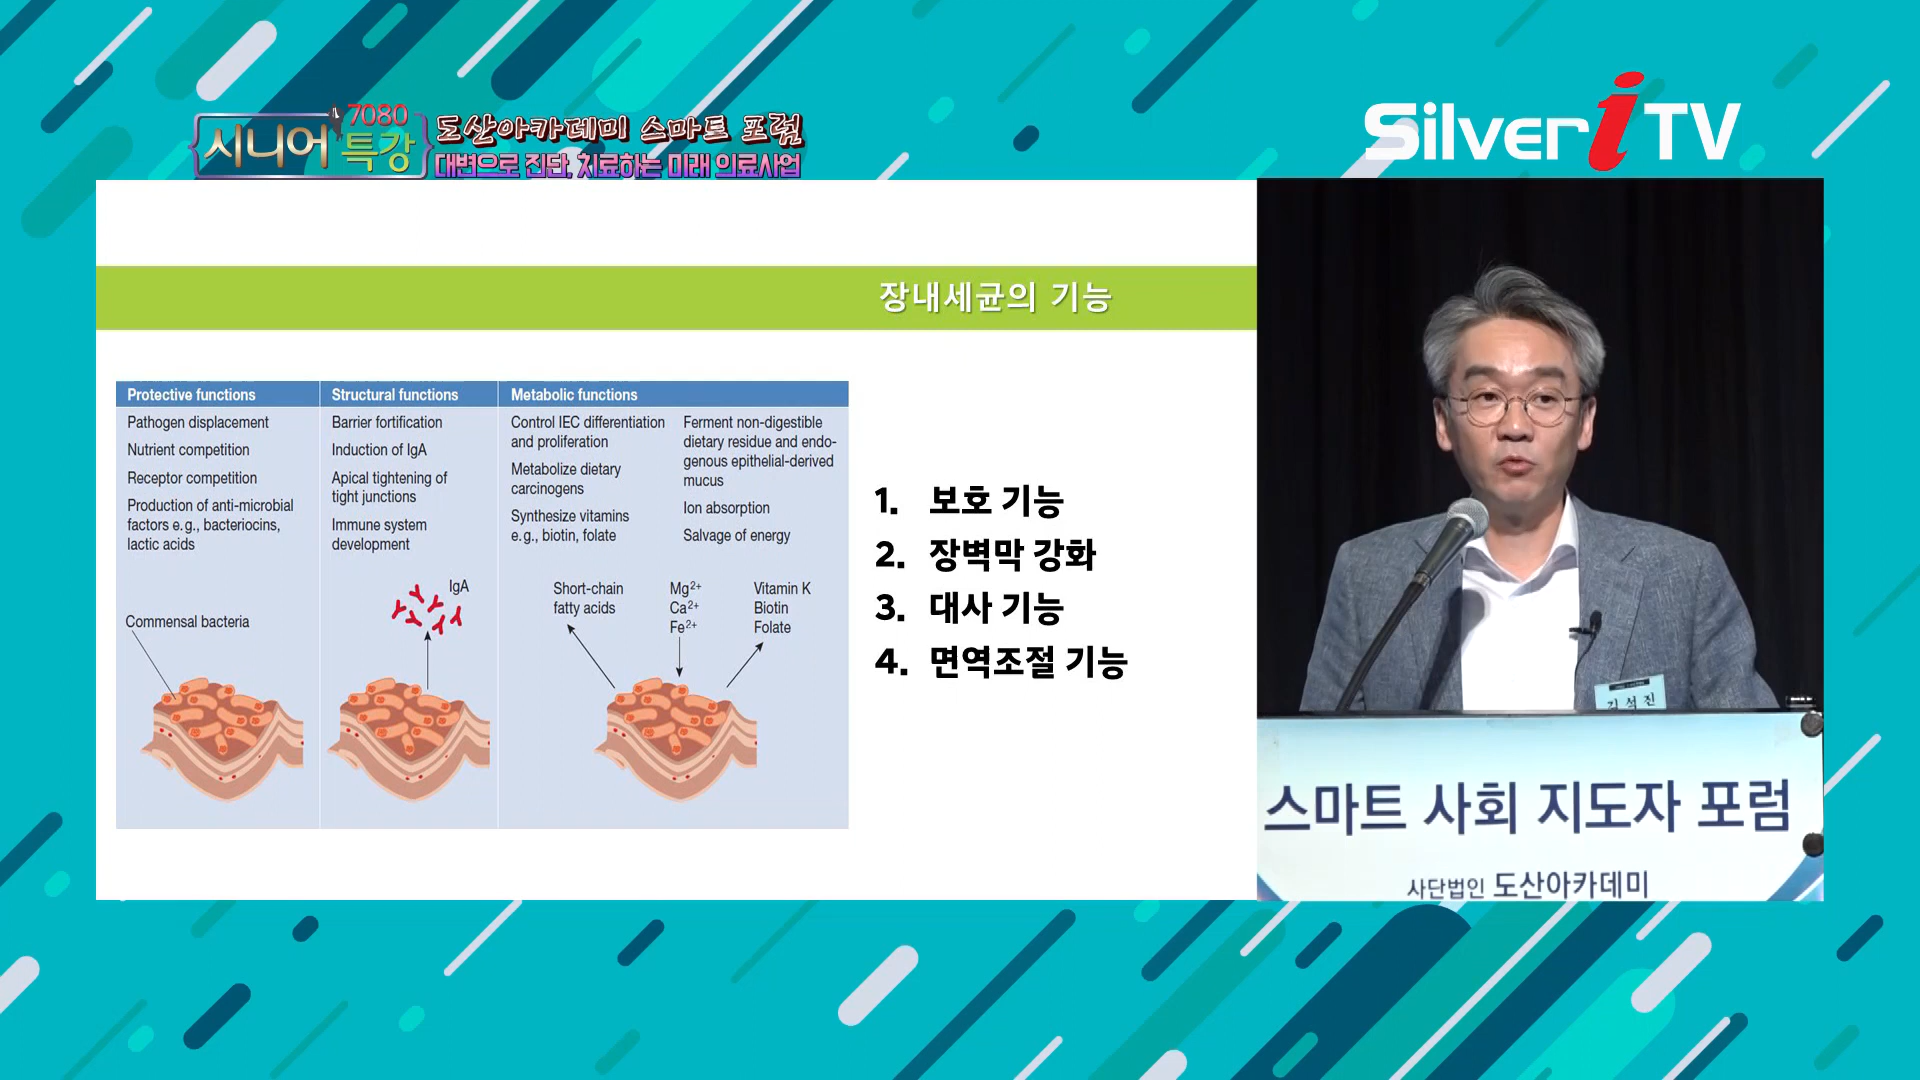 시니어 7080 특강
도산아카데미 스마트 포럼
대변으로 진단, 치료하는 미래 의료사업
Silver i TV
장내세균의 기능
Protective functions
Pathogen displacement
Nutrient competition
Receptor competition
Production of anti-microbial
factors e.g., bacteriocins,
lactic acids
Commensal bacteria
Structural functions
Barrier fortification
Induction of IgA
Apical tightening of
tight junctions
Immune system
development
IgA
Metabolic functions
Control IEC differentiation
and proliferation
Metabolize dietary
carcinogens
Synthesize vitamins
e.g., biotin, folate
Ferment non-digestible
dietary residue and endo-
genous epithelial-derived
mucus
Ion absorption
Salvage of energy
Short-chain
fatty acids
Mg2+
Ca2+
Fe2+
Vitamin K
Biotin
Folate
1. 보호 기능
2. 장벽막 강화
3. 대사 기능
4. 면역조절 기능
김석진
스마트 사회 지도자 포럼
사단법인 도산아카데미